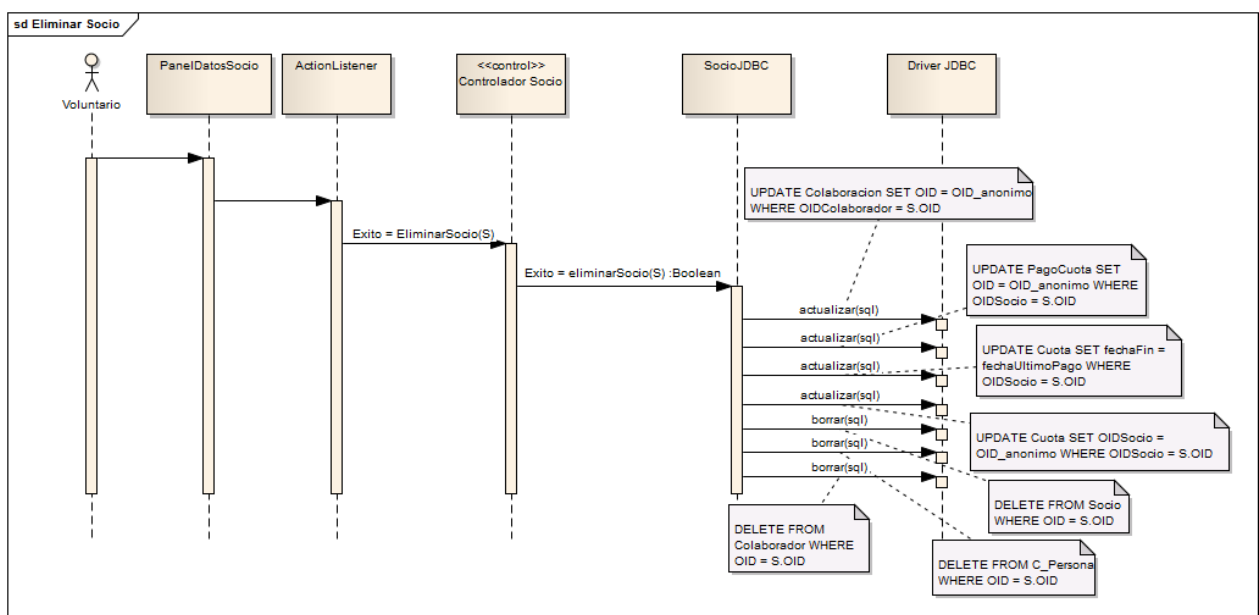 sd Eliminar Socio
Voluntario
PanelDatosSocio
ActionListener
<<control>>
Controlador Socio
SocioJDBC
Driver JDBC
UPDATE Colaboracion SET OID = OID_anonimo
WHERE OIDColaborador = S.OID
Exito = EliminarSocio(S)
Exito = eliminarSocio(S) :Boolean
UPDATE PagoCuota SET
OID = OID_anonimo WHERE
OIDSocio = S.OID
actualizar(sql)
actualizar(sql)
UPDATE Cuota SET fechaFin =
fechaUltimoPago WHERE
OIDSocio = S.OID
actualizar(sql)
actualizar(sql)
borrar(sql)
UPDATE Cuota SET OIDSocio =
OID_anonimo WHERE OIDSocio = S.OID
borrar(sql)
borrar(sql)
DELETE FROM Socio
WHERE OID = S.OID
DELETE FROM
Colaborador WHERE
OID = S.OID
DELETE FROM C_Persona
WHERE OID = S.OID